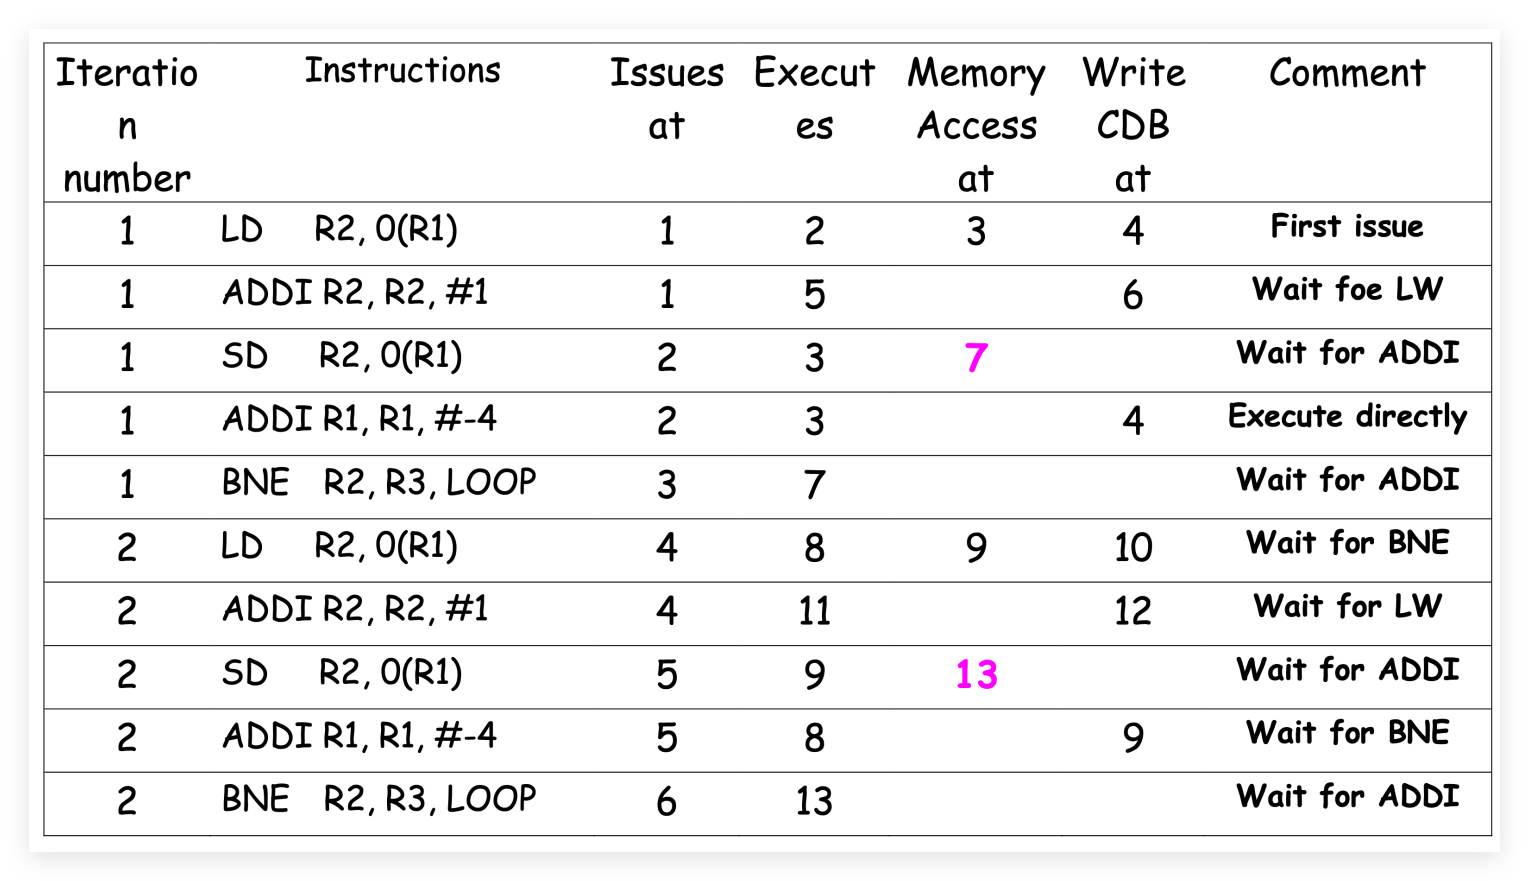 Iteratio
n
number
Instructions
Issues
at
Execut
es
Memory
Access
at
Write
CDB
at
Comment
1 LD R2, 0(R1) 1 2 3 4 First issue
1 ADDI R2, R2, #1 1 5 6 Wait foe LW
1 SD R2, 0(R1) 2 3 7 Wait for ADDI
1 ADDI R1, R1, #-4 2 3 4 Execute directly
1 BNE R2, R3, LOOP 3 7 Wait for ADDI
2 LD R2, 0(R1) 4 8 9 10 Wait for BNE
2 ADDI R2, R2, #1 4 11 12 Wait for LW
2 SD R2, 0(R1) 5 9 13 Wait for ADDI
2 ADDI R1, R1, #-4 5 8 9 Wait for BNE
2 BNE R2, R3, LOOP 6 13 Wait for ADDI